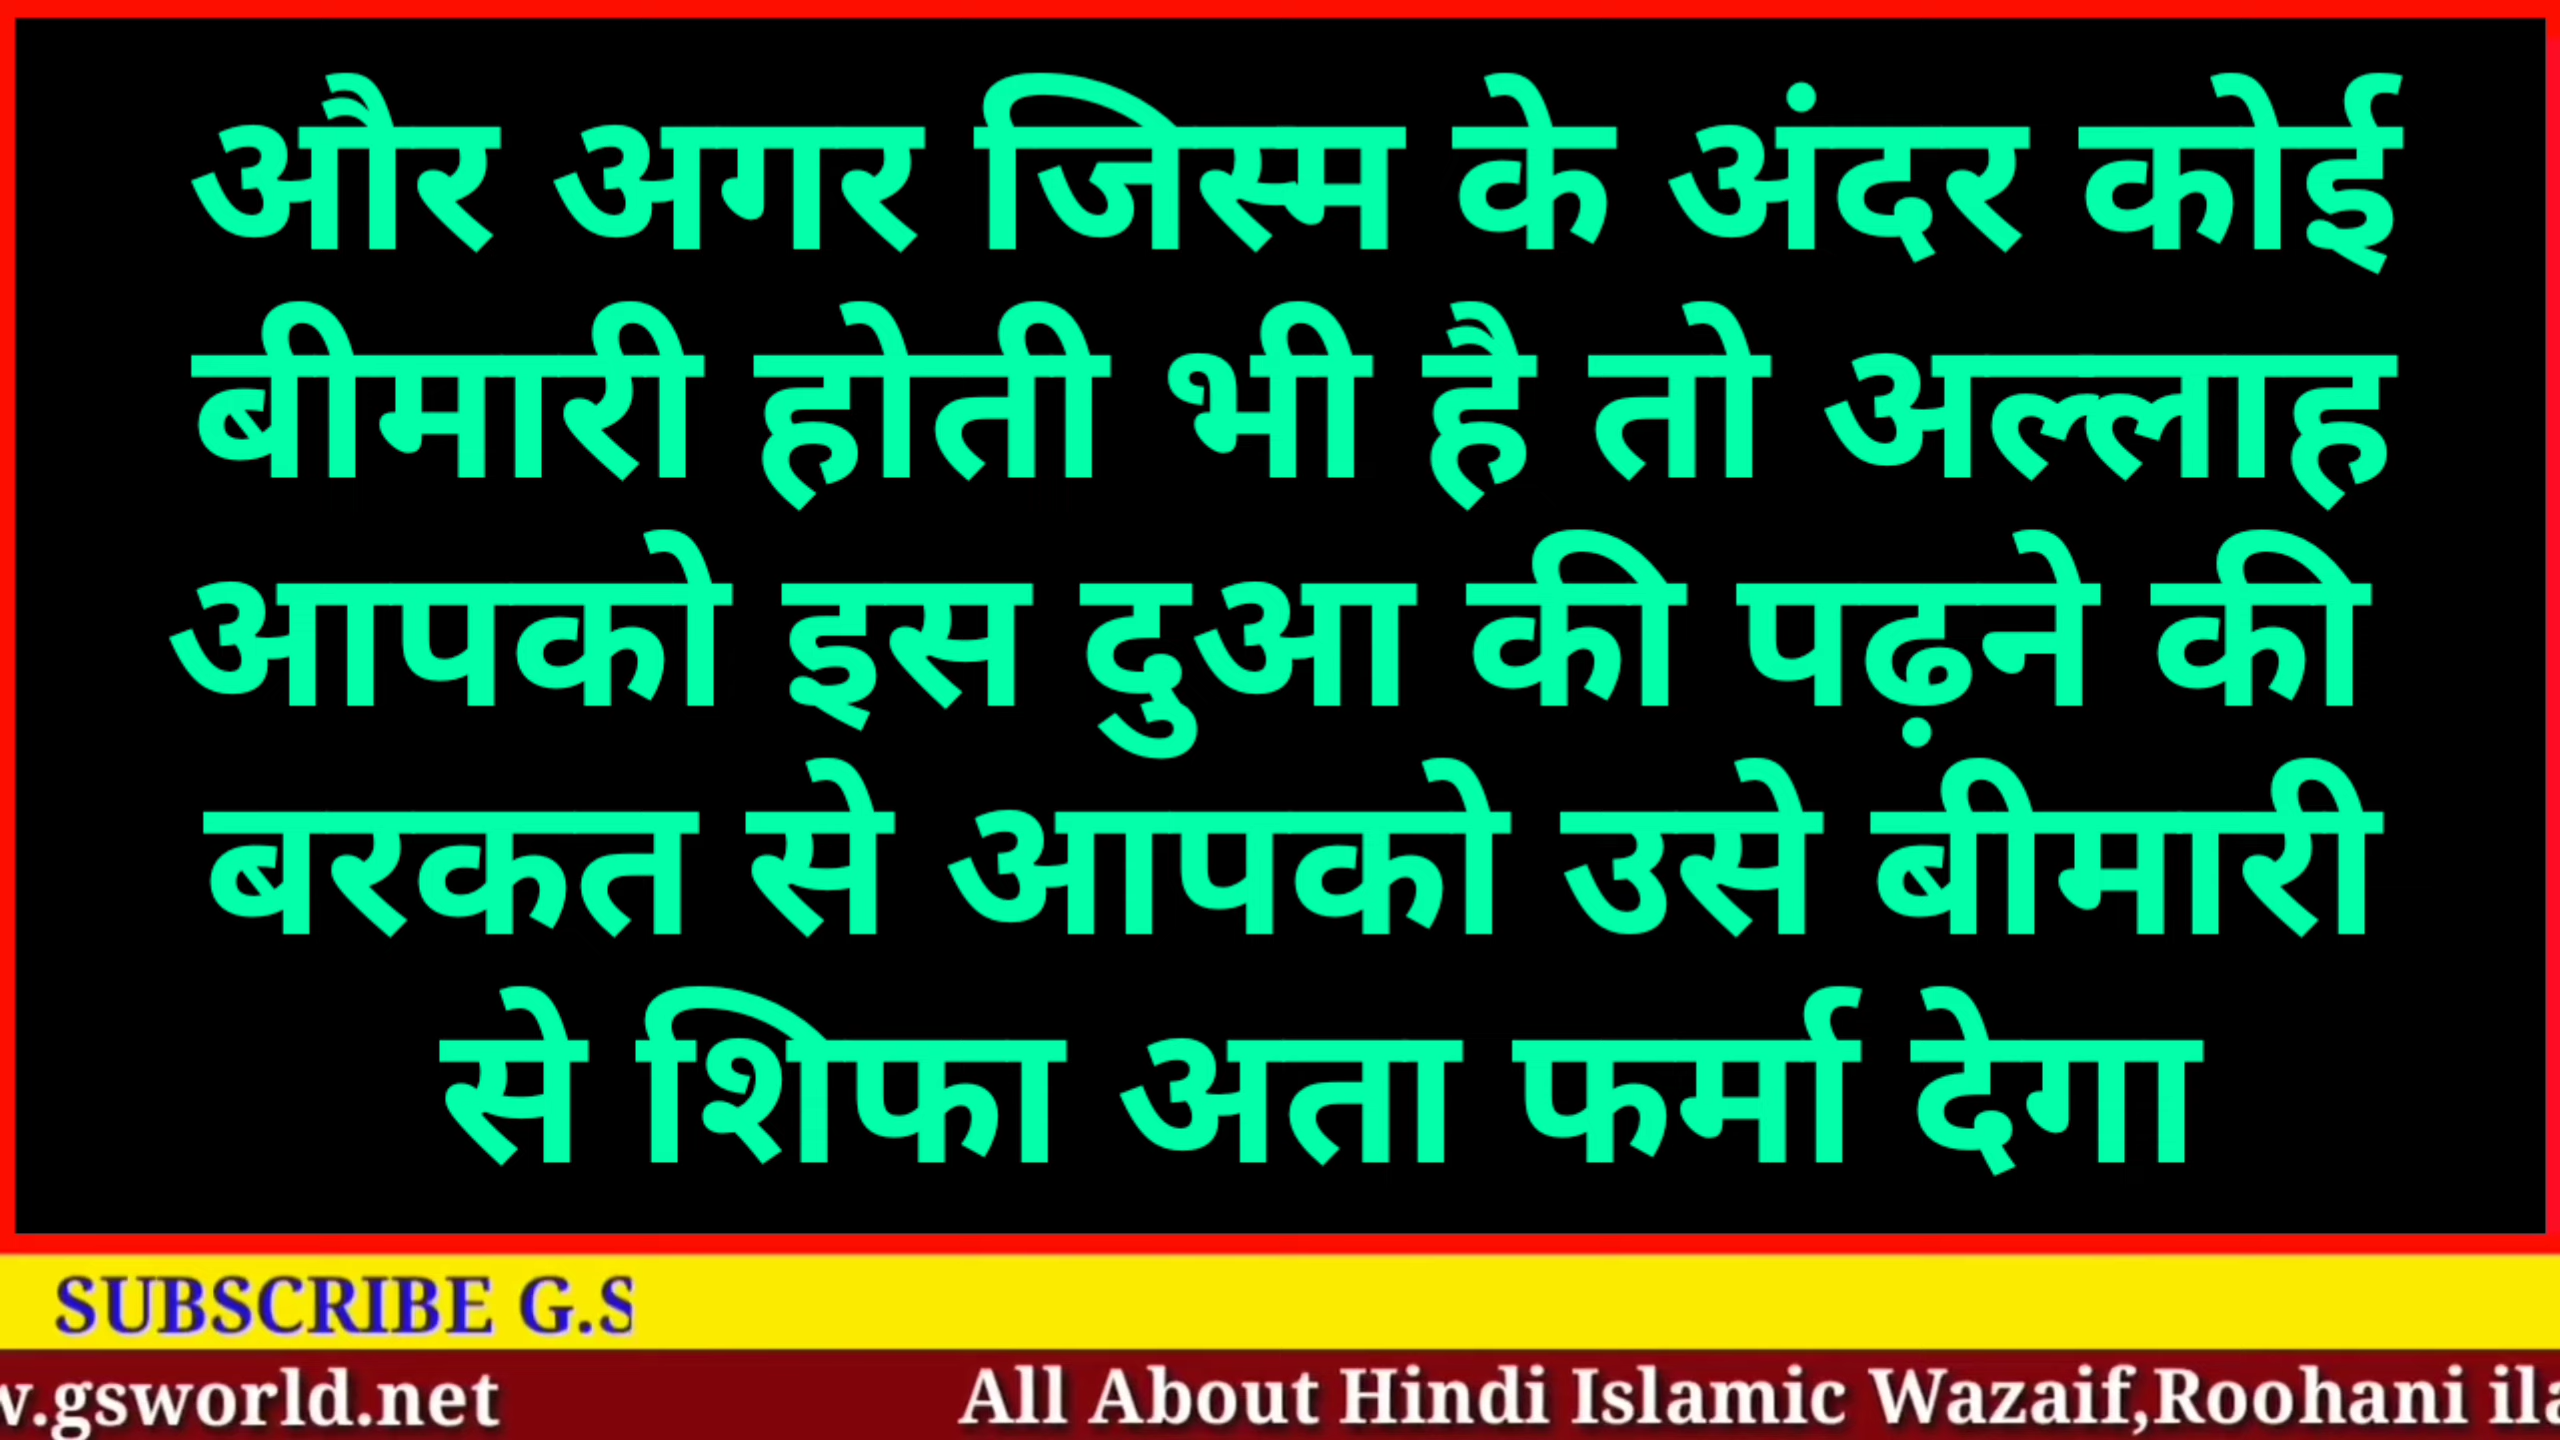 और अगर जिस्म के अंदर कोई
बीमारी होती भी है तो अल्लाह
आपको इस दुआ की पढ़ने की
बरकत से आपको उसे बीमारी
से शिफा अता फर्मा देगा
SUBSCRIBE G.S
w.gsworld.net All About Hindi Islamic Wazaif,Roohani ila